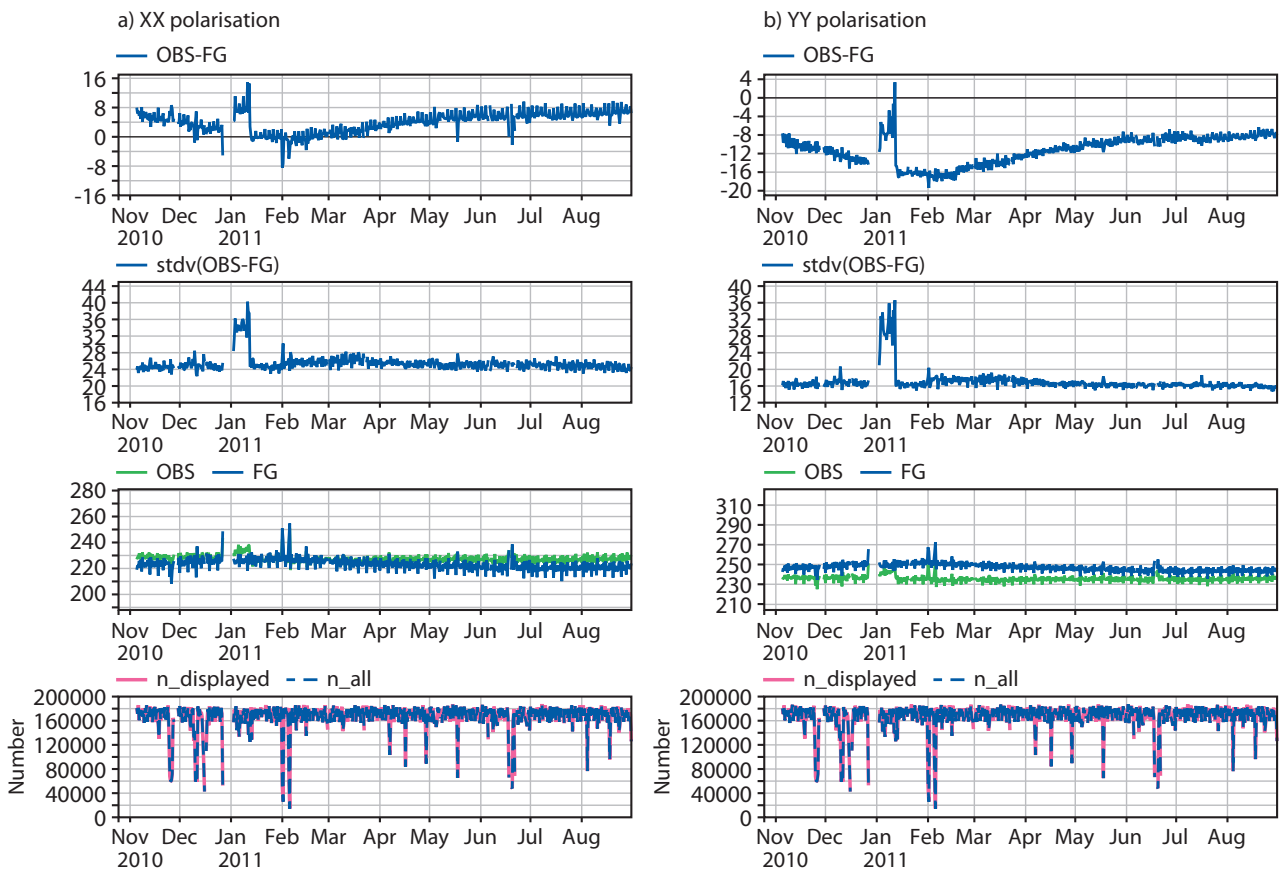 a) XX polarisation
OBS-FG
16
8
0
-8
-16
Nov Dec Jan Feb Mar Apr May Jun Jul Aug
2010 2011
stdv(OBS-FG)
44
40
36
32
28
24
20
16
Nov Dec Jan Feb Mar Apr May Jun Jul Aug
2010 2011
OBS FG
280
260
240
220
200
Nov Dec Jan Feb Mar Apr May Jun Jul Aug
2010 2011
n_displayed n_all
Number
200000
160000
120000
80000
40000
0
Nov Dec Jan Feb Mar Apr May Jun Jul Aug
2010 2011
b) YY polarisation
OBS-FG
4
0
-4
-8
-12
-16
-20
Nov Dec Jan Feb Mar Apr May Jun Jul Aug
2010 2011
stdv(OBS-FG)
40
36
32
28
24
20
16
12
Nov Dec Jan Feb Mar Apr May Jun Jul Aug
2010 2011
OBS FG
310
290
270
250
230
210
Nov Dec Jan Feb Mar Apr May Jun Jul Aug
2010 2011
n_displayed n_all
Number
200000
160000
120000
80000
40000
0
Nov Dec Jan Feb Mar Apr May Jun Jul Aug
2010 2011